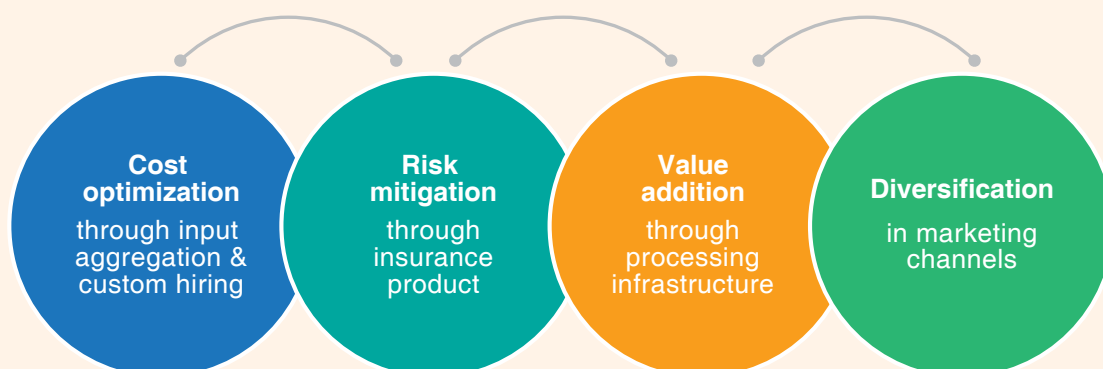 Cost
optimization
through input
aggregation &
custom hiring
Risk
mitigation
through
insurance
product
Value
addition
through
processing
infrastructure
Diversification
in marketing
channels